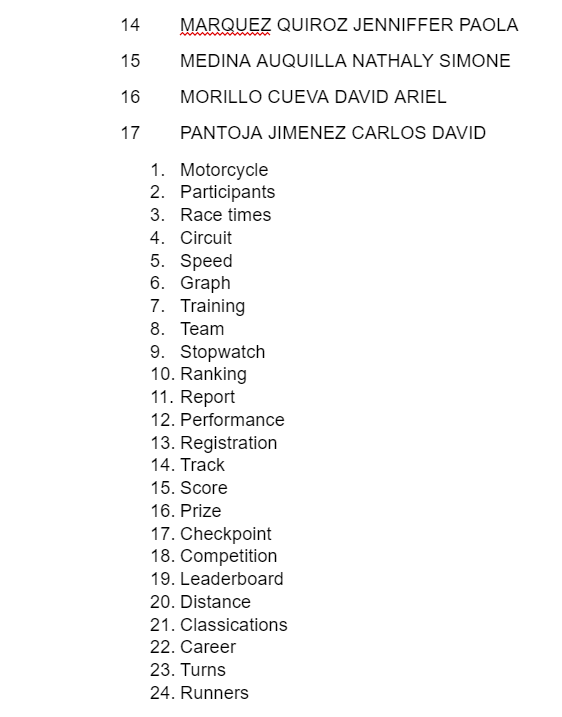 14 MARQUEZ QUIROZ JENNIFFER PAOLA
15 MEDINA AUQUILLA NATHALY SIMONE
16 MORILLO CUEVA DAVID ARIEL
17 PANTOJA JIMENEZ CARLOS DAVID
1. Motorcycle
2. Participants
3. Race times
4. Circuit
5. Speed
6. Graph
7. Training
8. Team
9. Stopwatch
10. Ranking
11. Report
12. Performance
13. Registration
14. Track
15. Score
16. Prize
17. Checkpoint
18. Competition
19. Leaderboard
20. Distance
21. Classications
22. Career
23. Turns
24. Runners